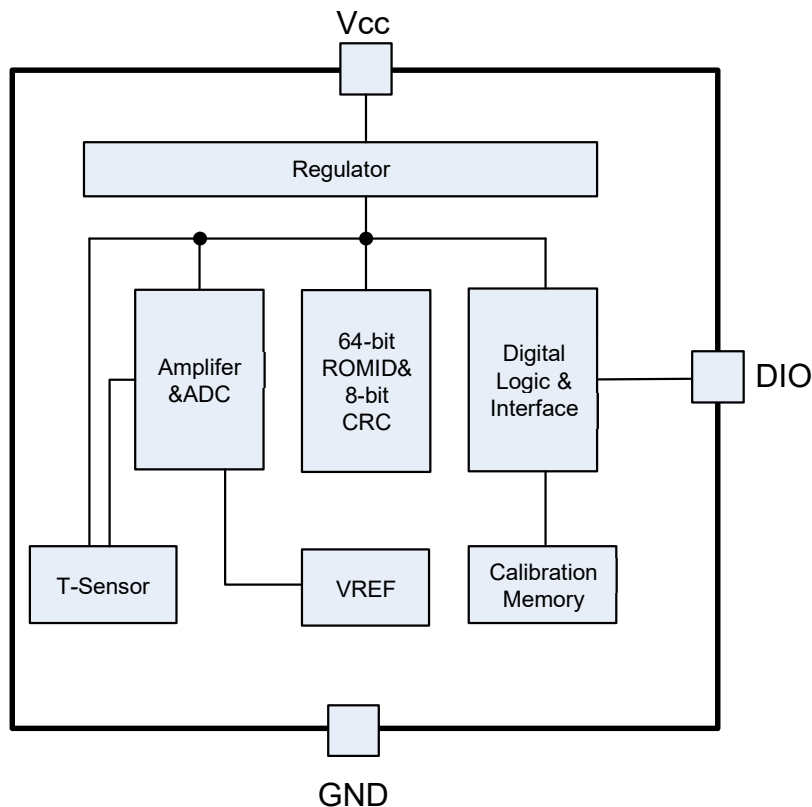 Vcc
Regulator
Amplifer
&ADC
64-bit
ROMID&
8-bit
CRC
Digital
Logic &
Interface
DIO
T-Sensor
VREF
Calibration
Memory
GND